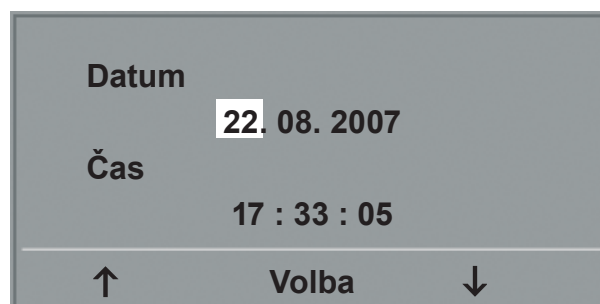 Datum
22. 08. 2007
Čas
17 : 33 : 05
↑ Volba ↓